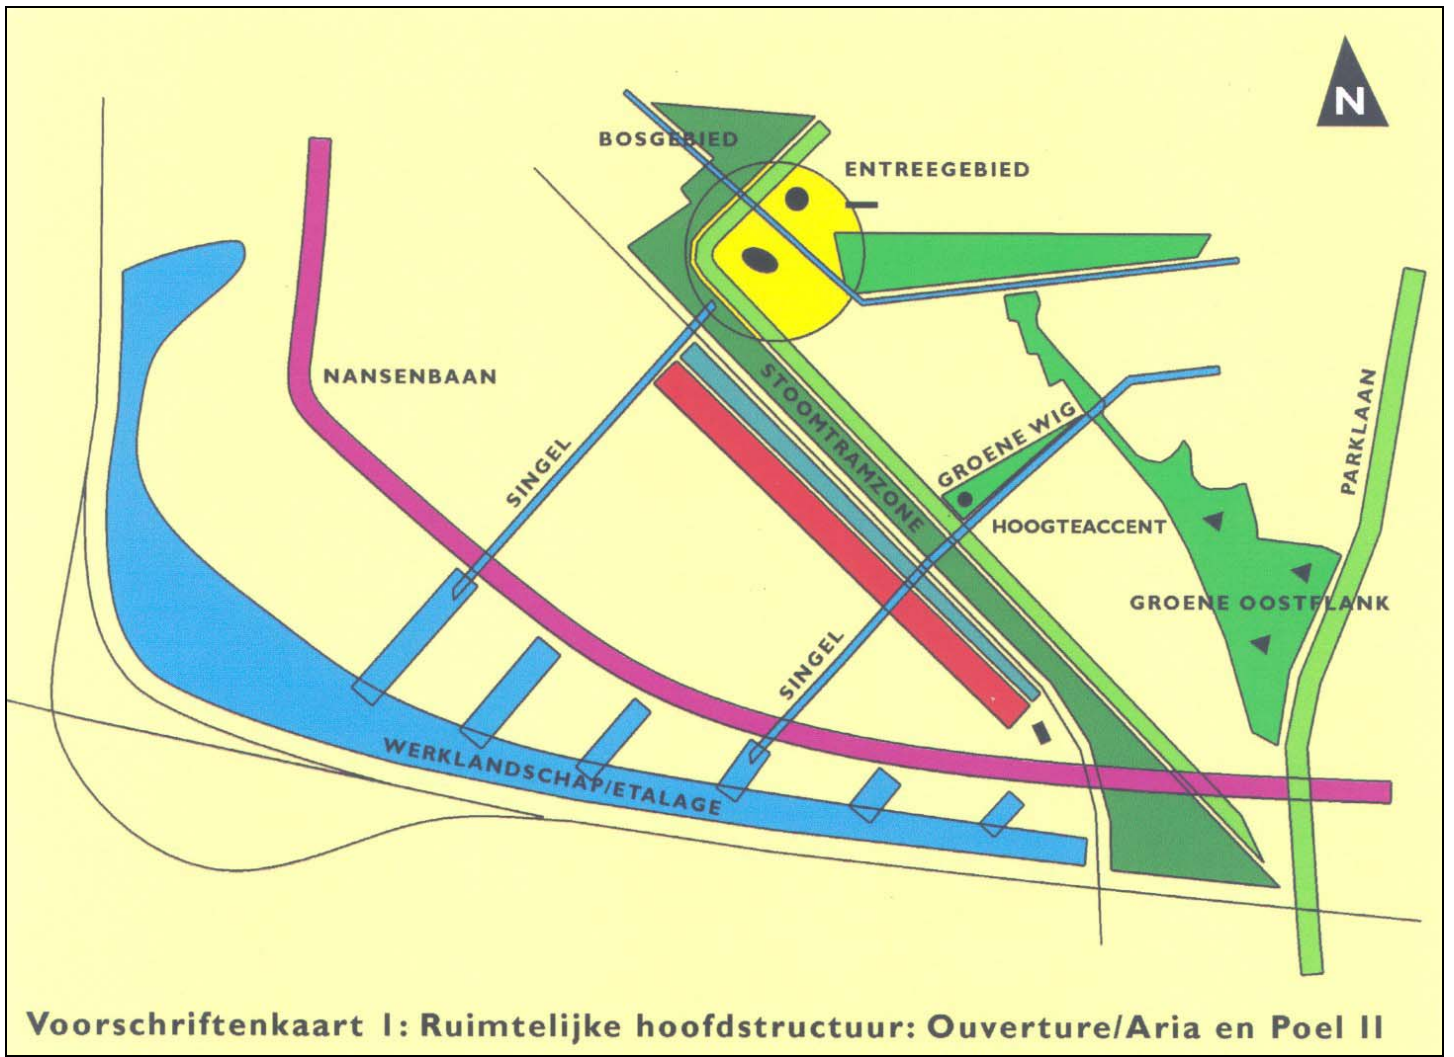 N
BOSGEBIED
ENTREEGEBIED
NANSENBAAN
STOOMTRAMZONE
PARKLAAN
GROENE WIG
SINGEL
HOOGTEACCENT
GROENE OOSTFLANK
SINGEL
WERKLANDSCHAP/ETALAGE
Voorschriftenkaart 1: Ruimtelijke hoofdstructuur: Ouverture/Aria en Poel II